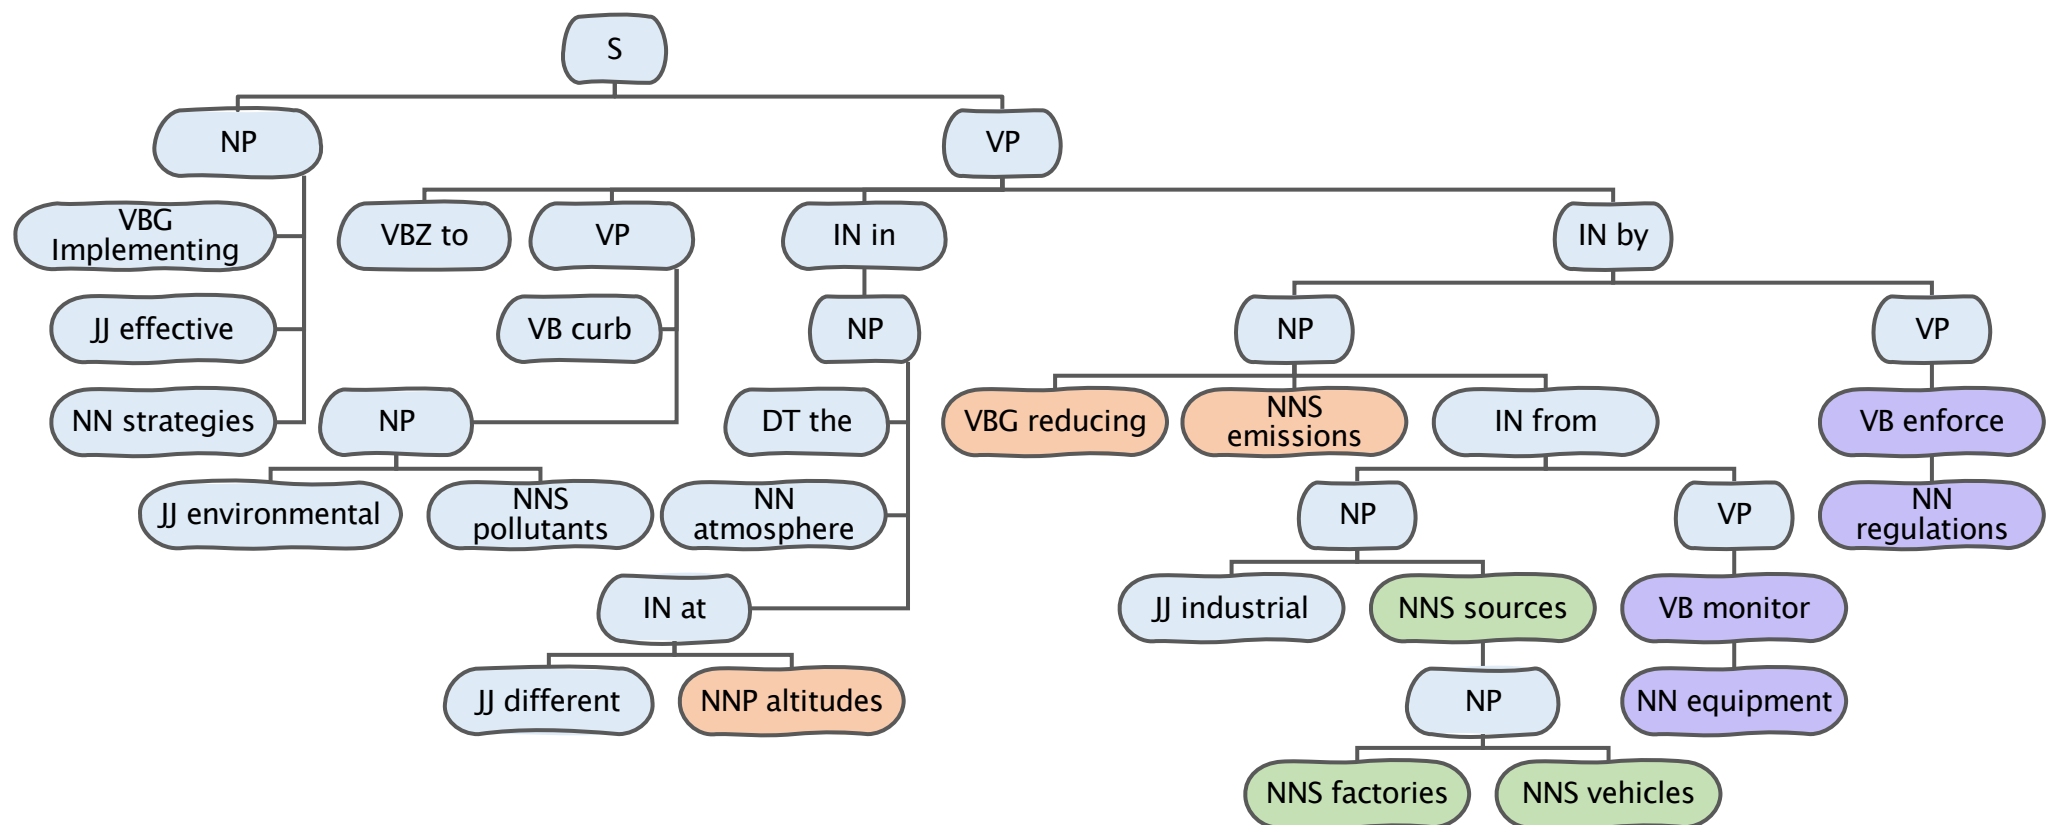 S
NP
VP
VBG
Implementing
VBZ to
VP
IN in
IN by
JJ effective
VB curb
NP
NP
VP
NN strategies
NP
DT the
VBG reducing
NNS
emissions
IN from
VB enforce
JJ environmental
NNS
pollutants
NN
atmosphere
NP
VP
NN
regulations
IN at
JJ industrial
NNS sources
VB monitor
JJ different
NNP altitudes
NP
NN equipment
NNS factories
NNS vehicles